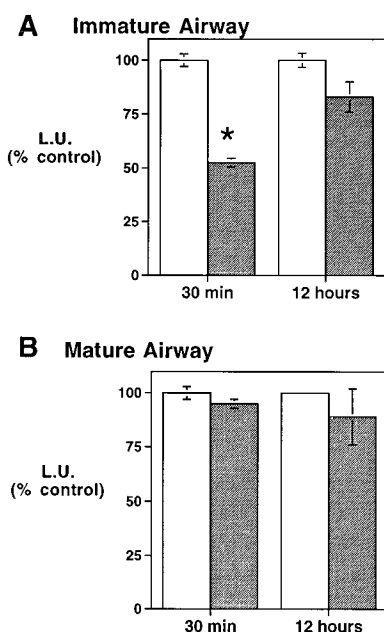 A Immature Airway
100
75
L.U.
(% control)
50
*
25
0
30 min 12 hours
B Mature Airway
100
75
L.U.
(% control)
50
25
0
30 min 12 hours